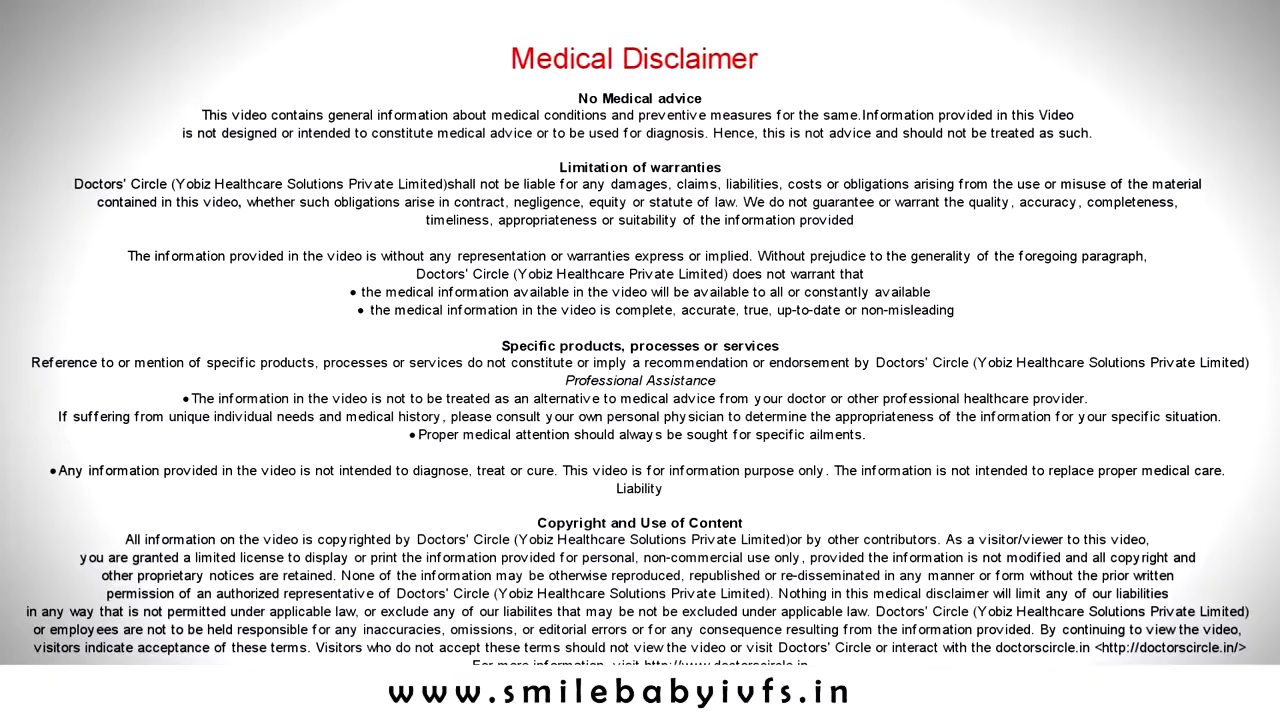 Medical Disclaimer
No Medical advice
This video contains general information about medical conditions and preventive measures for the same.Information provided in this Video
is not designed or intended to constitute medical advice or to be used for diagnosis. Hence, this is not advice and should not be treated as such.
Limitation of warranties
Doctors' Circle (Yobiz Healthcare Solutions Private Limited)shall not be liable for any damages, claims, liabilities, costs or obligations arising from the use or misuse of the material
contained in this video, whether such obligations arise in contract, negligence, equity or statute of law. We do not guarantee or warrant the quality, accuracy, completeness,
timeliness, appropriateness or suitability of the information provided
The information provided in the video is without any representation or warranties express or implied. Without prejudice to the generality of the foregoing paragraph,
Doctors' Circle (Yobiz Healthcare Private Limited) does not warrant that
• the medical information available in the video will be available to all or constantly available
• the medical information in the video is complete, accurate, true, up-to-date or non-misleading
Specific products, processes or services
Reference to or mention of specific products, processes or services do not constitute or imply a recommendation or endorsement by Doctors' Circle (Yobiz Healthcare Solutions Private Limited)
Professional Assistance
•The information in the video is not to be treated as an alternative to medical advice from your doctor or other professional healthcare provider.
If suffering from unique individual needs and medical history, please consult your own personal physician to determine the appropriateness of the information for your specific situation.
•Proper medical attention should always be sought for specific ailments.
•Any information provided in the video is not intended to diagnose, treat or cure. This video is for information purpose only. The information is not intended to replace proper medical care.
Liability
Copyright and Use of Content
All information on the video is copyrighted by Doctors' Circle (Yobiz Healthcare Solutions Private Limited)or by other contributors. As a visitor/viewer to this video,
you are granted a limited license to display or print the information provided for personal, non-commercial use only, provided the information is not modified and all copyright and
other proprietary notices are retained. None of the information may be otherwise reproduced, republished or re-disseminated in any manner or form without the prior written
permission of an authorized representative of Doctors' Circle (Yobiz Healthcare Solutions Private Limited). Nothing in this medical disclaimer will limit any of our liabilities
in any way that is not permitted under applicable law, or exclude any of our liabilites that may be not be excluded under applicable law. Doctors' Circle (Yobiz Healthcare Solutions Private Limited)
or employees are not to be held responsible for any inaccuracies, omissions, or editorial errors or for any consequence resulting from the information provided. By continuing to view the video,
visitors indicate acceptance of these terms. Visitors who do not accept these terms should not view the video or visit Doctors' Circle or interact with the doctorscircle.in <http://doctorscircle.in/>
For more information, visit http://www.doctorscircle.in
www.smilebabyivfs.in